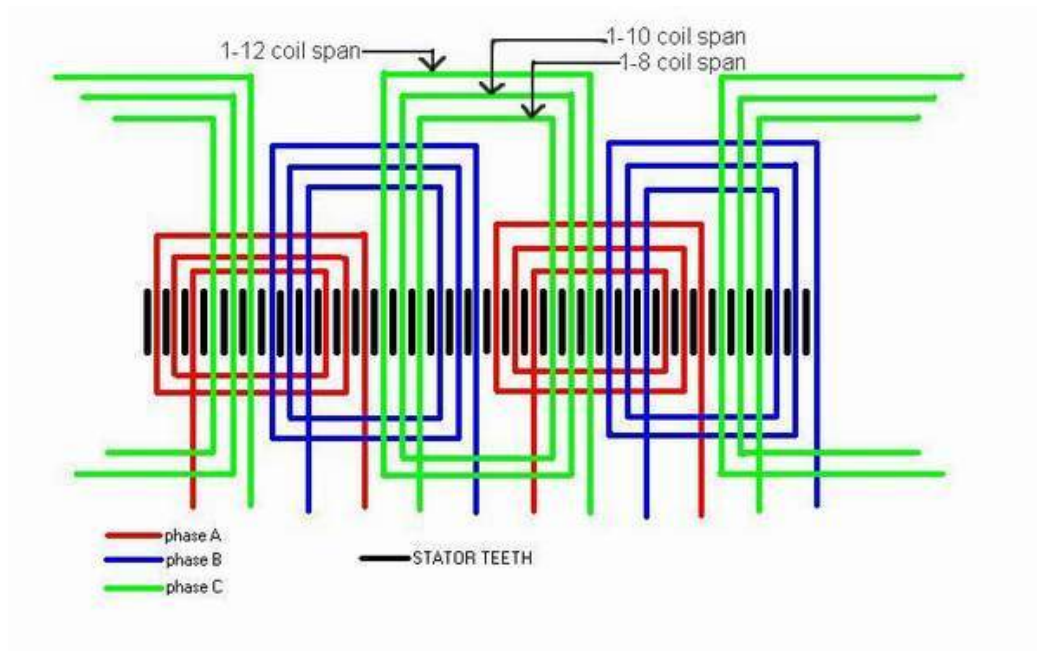 1-12 coil span
1-10 coil span
1-8 coil span
phase A
phase B
phase C
STATOR TEETH